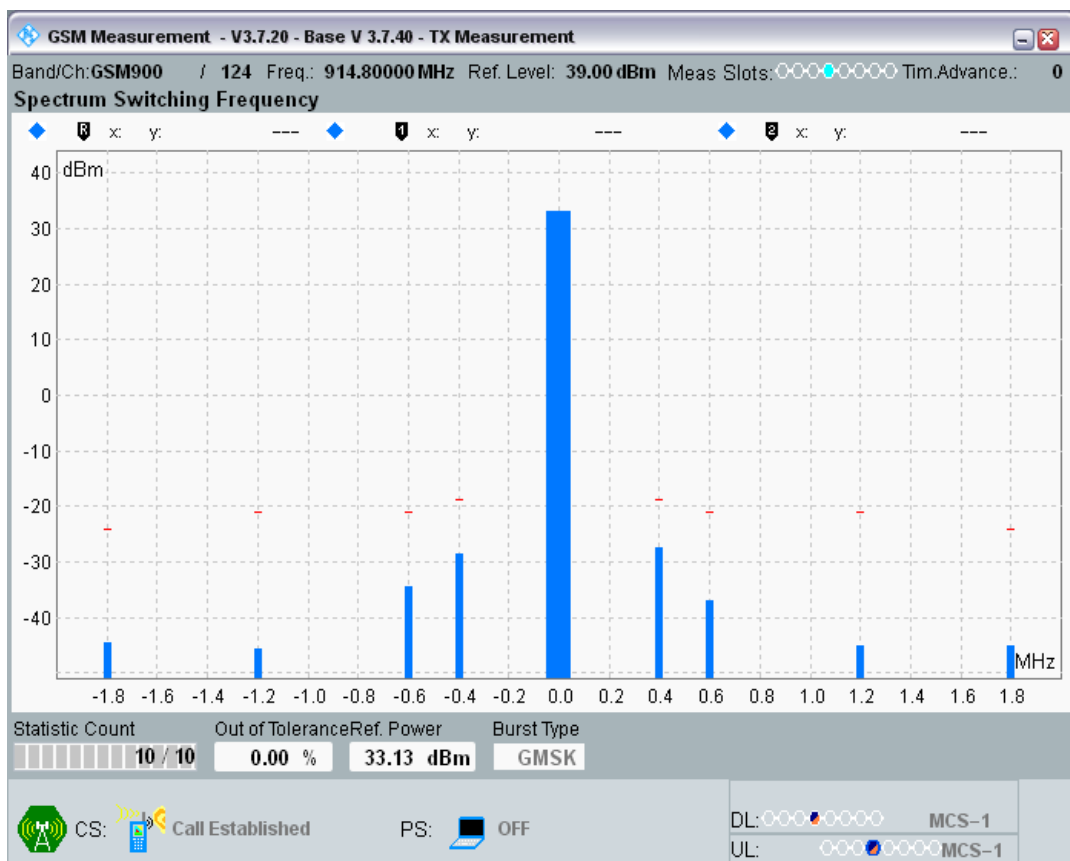 GSM Measurement - V3.7.20 - Base V 3.7.40 - TX Measurement
Band/Ch:GSM900 / 124 Freq.: 914.80000 MHz Ref. Level: 39.00 dBm Meas Slots: Tim.Advance.: 0
Spectrum Switching Frequency
R x: y: --- 1 x: y: --- 2 x: y: ---
dBm
40
30
20
10
0
-10
-20
-30
-40
MHz
-1.8 -1.6 -1.4 -1.2 -1.0 -0.8 -0.6 -0.4 -0.2 0.0 0.2 0.4 0.6 0.8 1.0 1.2 1.4 1.6 1.8
Statistic Count Out of Tolerance Ref. Power Burst Type
10 / 10 0.00 % 33.13 dBm GMSK
CS: Call Established PS: OFF
DL: MCS-1
UL: MCS-1